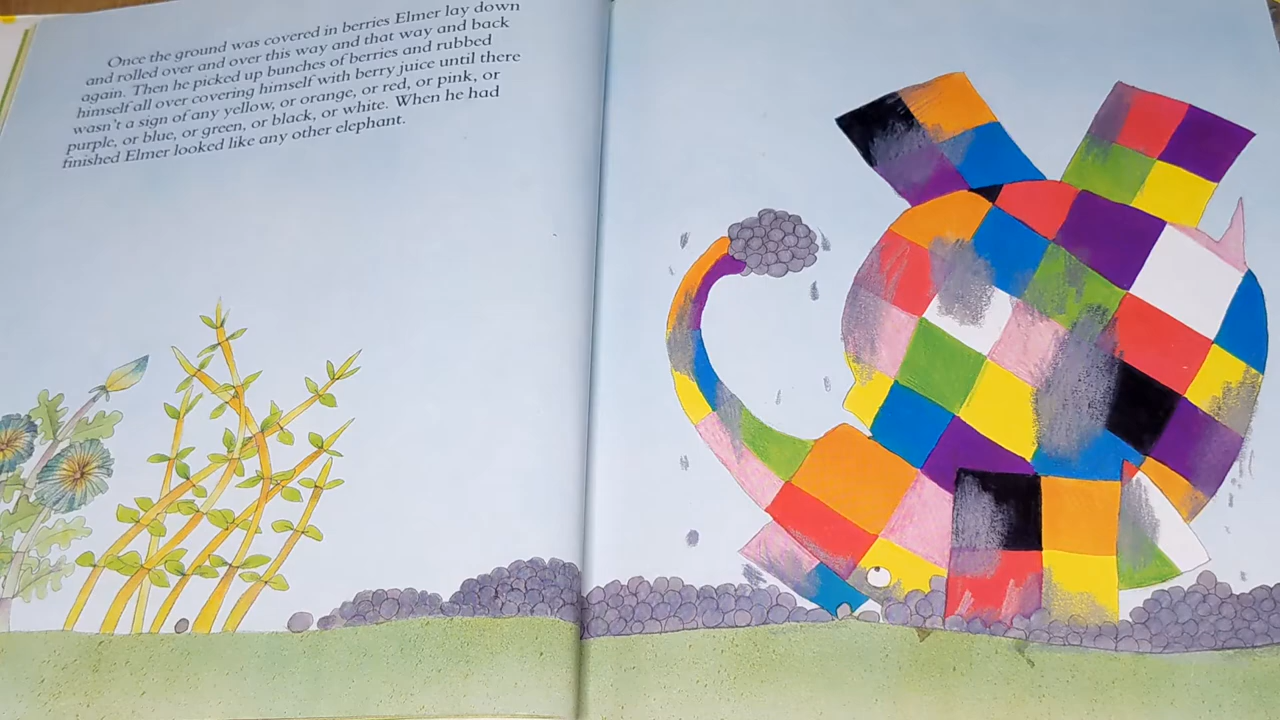 Once the ground was covered in berries Elmer lay down
and rolled over and over this way and that way and back
again. Then he picked up bunches of berries and rubbed
himself all over covering himself with berry juice until there
wasn't a sign of any yellow, or orange, or red, or pink, or
purple, or blue, or green, or black, or white. When he had
finished Elmer looked like any other elephant.